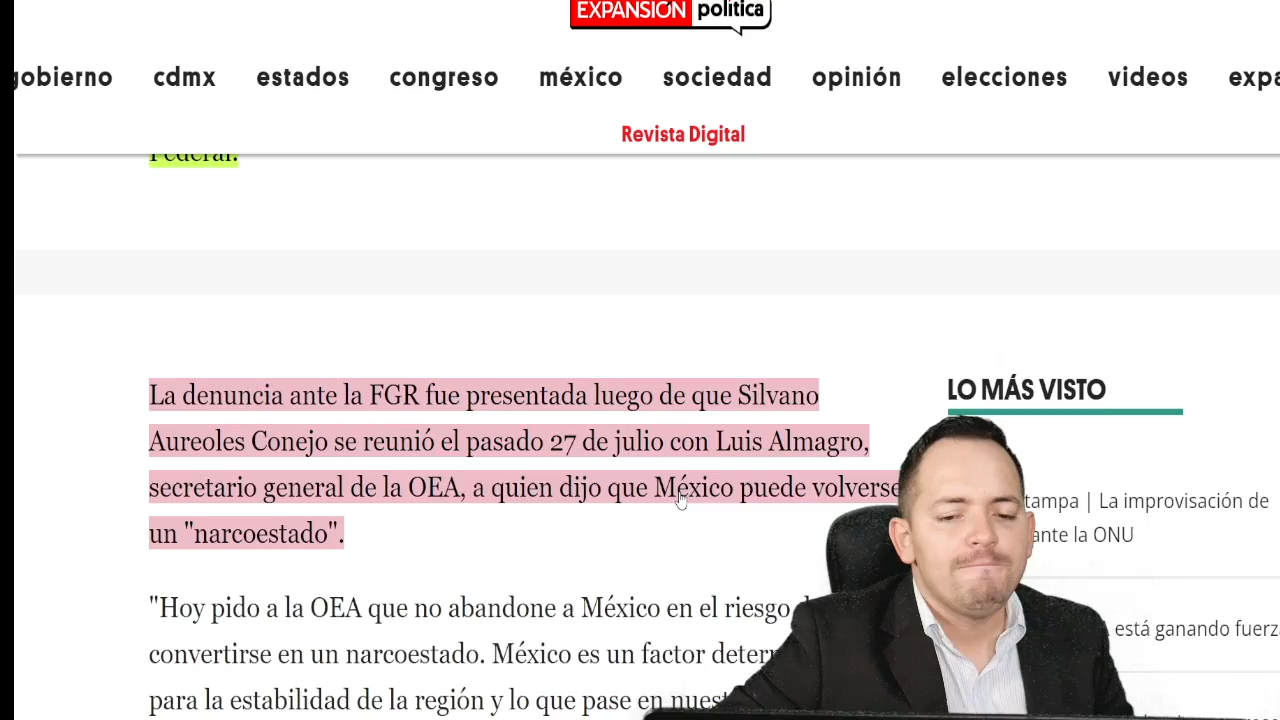 EXPANSIÓN política
gobierno cdmx estados congreso méxico sociedad opinión elecciones videos
Revista Digital
Federal.
La denuncia ante la FGR fue presentada luego de que Silvano
Aureoles Conejo se reunió el pasado 27 de julio con Luis Almagro,
secretario general de la OEA, a quien dijo que México puede volverse
un "narcoestado".
"Hoy pido a la OEA que no abandone a México en el riesgo
convertirse en un narcoestado. México es un factor
para la estabilidad de la región y lo que pase en
LO MÁS VISTO
| La improvisación de
ante la ONU
está ganando